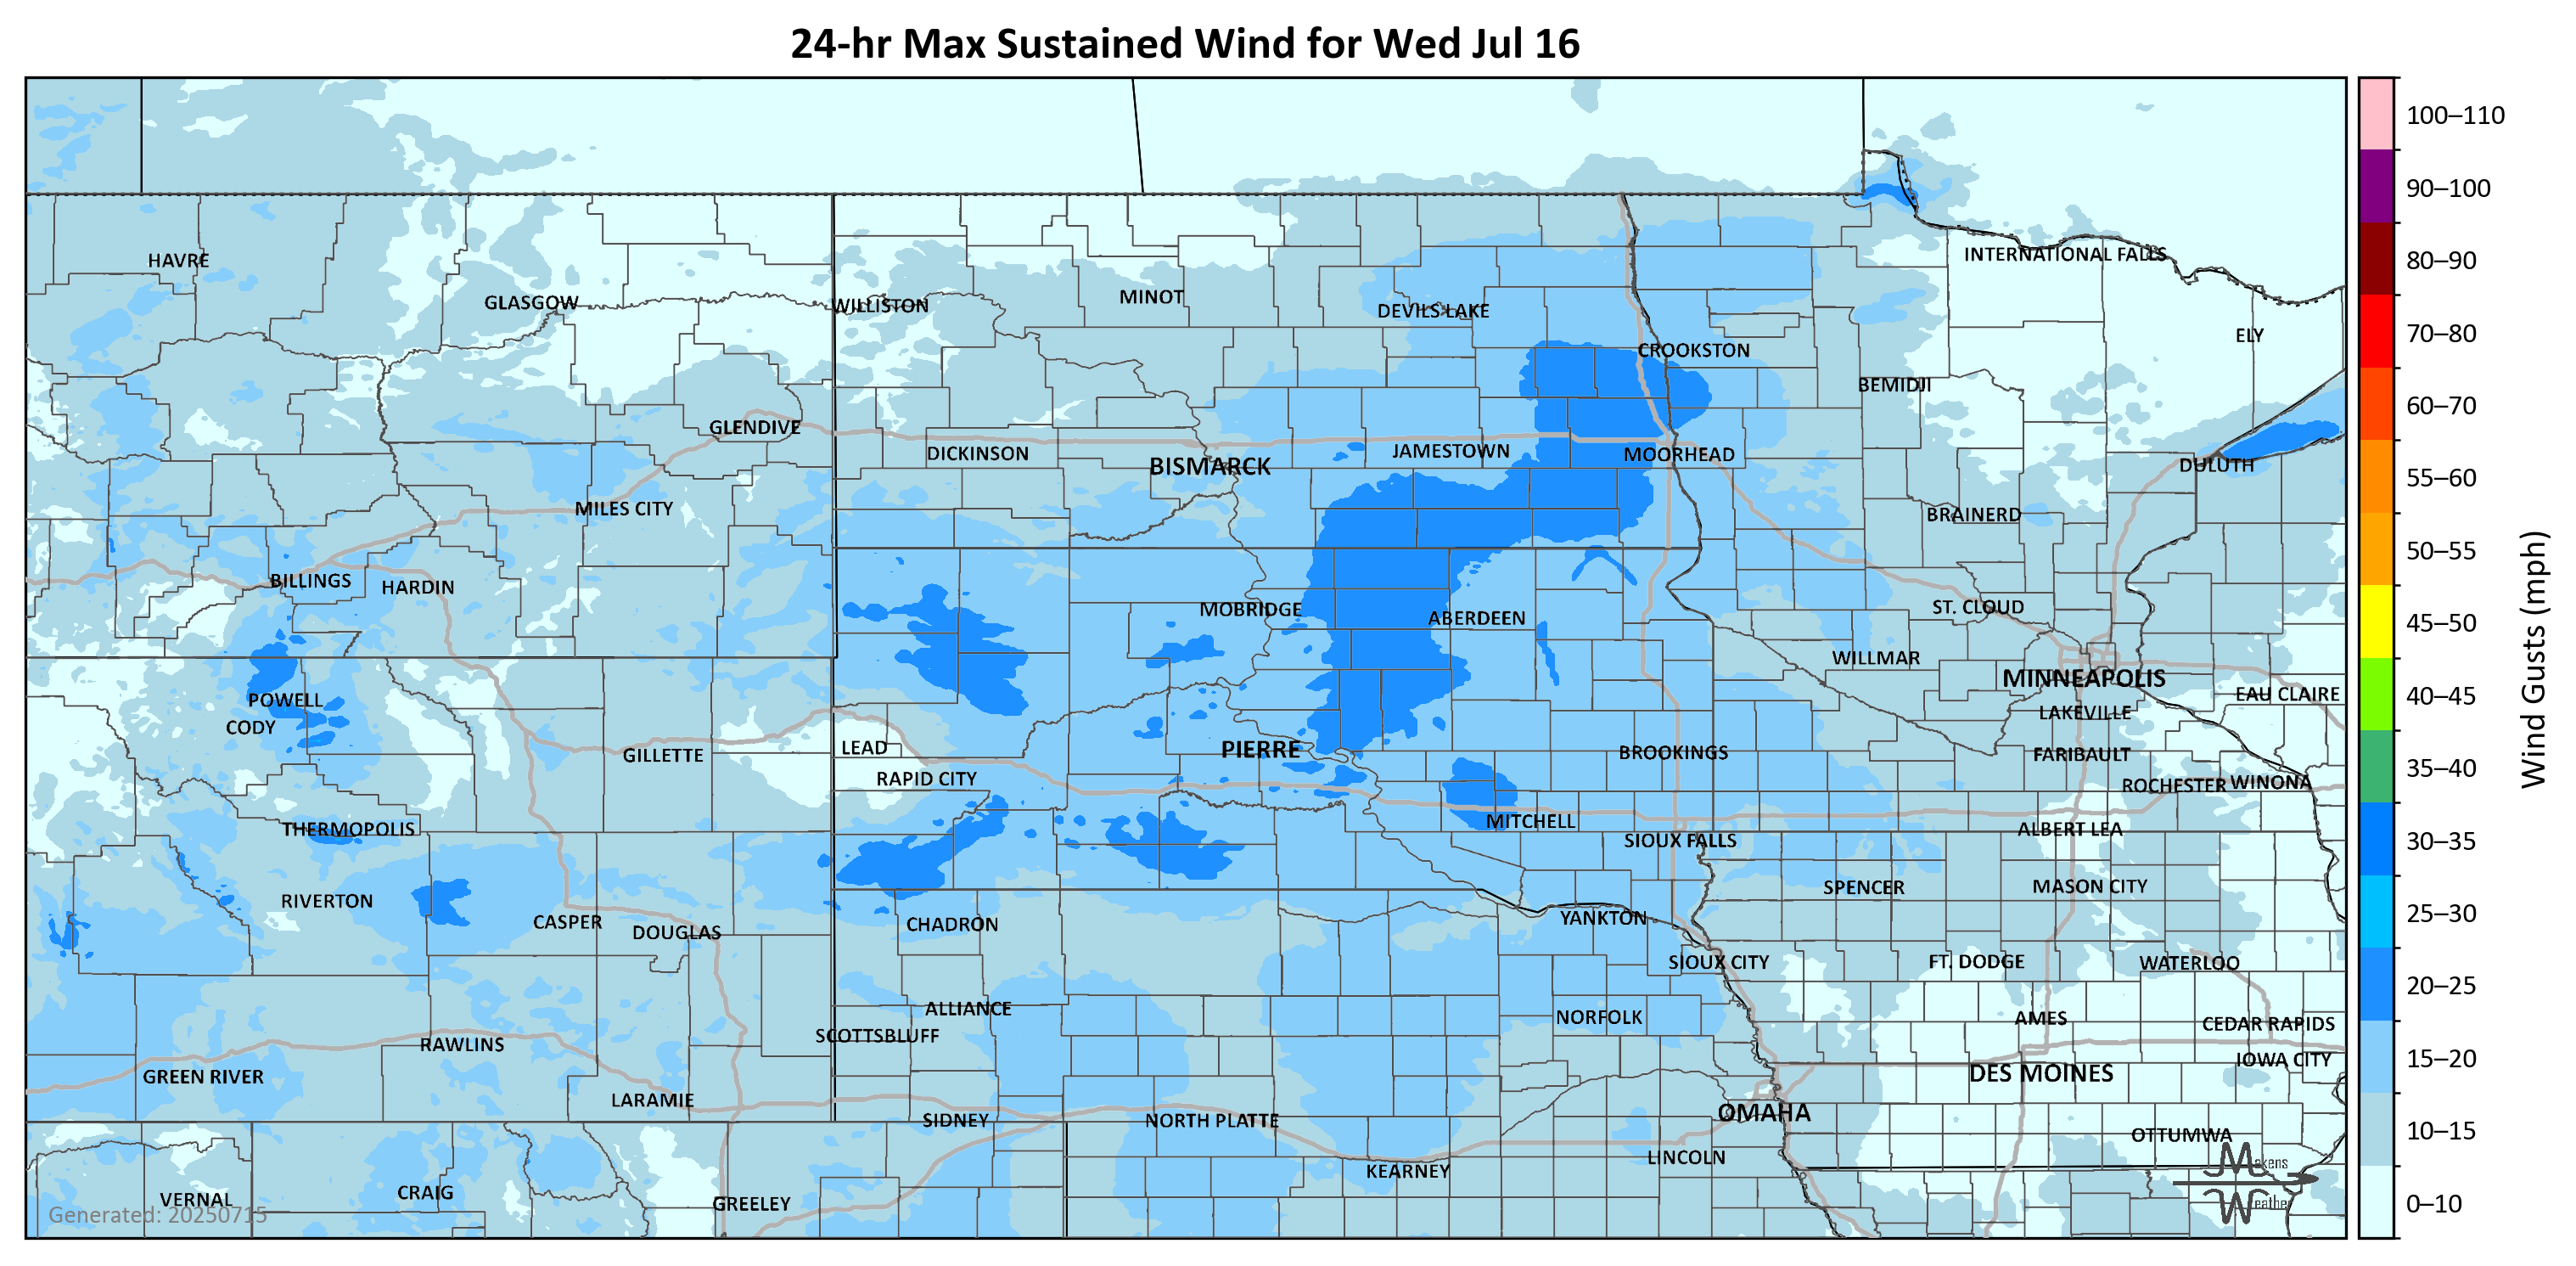 24-hr Max Sustained Wind for Wed Jul 16
100–110
90–100
80–90
70–80
60–70
55–60
50–55
45–50
40–45
35–40
30–35
25–30
20–25
15–20
10–15
0–10
Wind Gusts (mph)
HAVRE
INTERNATIONAL FALLS
GLASGOW
WILLISTON
MINOT
DEVILS LAKE
ELY
CROOKSTON
BEMIDJI
GLENDIVE
DICKINSON
BISMARCK
JAMESTOWN
MOORHEAD
DULUTH
MILES CITY
BRAINERD
BILLINGS
HARDIN
MOBRIDGE
ABERDEEN
ST. CLOUD
WILLMAR
MINNEAPOLIS
POWELL
EAU CLAIRE
CODY
LAKEVILLE
GILLETTE
LEAD
PIERRE
BROOKINGS
FARIBAULT
RAPID CITY
ROCHESTER
WINONA
THERMOPOLIS
MITCHELL
SIOUX FALLS
ALBERT LEA
RIVERTON
SPENCER
MASON CITY
CASPER
DOUGLAS
CHADRON
YANKTON
SIOUX CITY
FT. DODGE
WATERLOO
ALLIANCE
NORFOLK
AMES
CEDAR RAPIDS
SCOTTSBLUFF
RAWLINS
IOWA CITY
GREEN RIVER
DES MOINES
LARAMIE
SIDNEY
NORTH PLATTE
OMAHA
OTTUMWA
LINCOLN
KEARNEY
VERNAL
CRAIG
GREELEY
Generated: 20250715
Makens
Weather